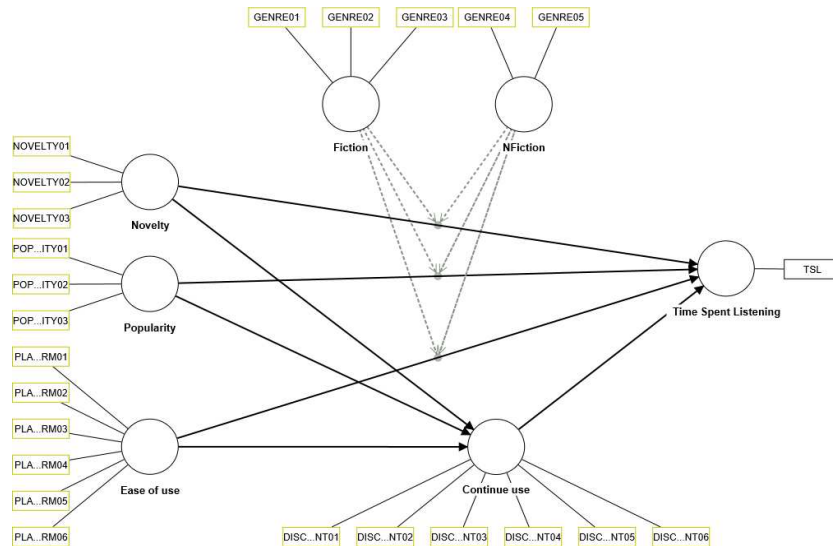 GENRE01
GENRE02
GENRE03
GENRE04
GENRE05
Fiction
NFiction
NOVELTY01
NOVELTY02
NOVELTY03
Novelty
POP...ITY01
POP...ITY02
POP...ITY03
Popularity
TSL
Time Spent Listening
PLA...RM01
PLA...RM02
PLA...RM03
PLA...RM04
PLA...RM05
PLA...RM06
Ease of use
Continue use
DISC...NT01
DISC...NT02
DISC...NT03
DISC...NT04
DISC...NT05
DISC...NT06